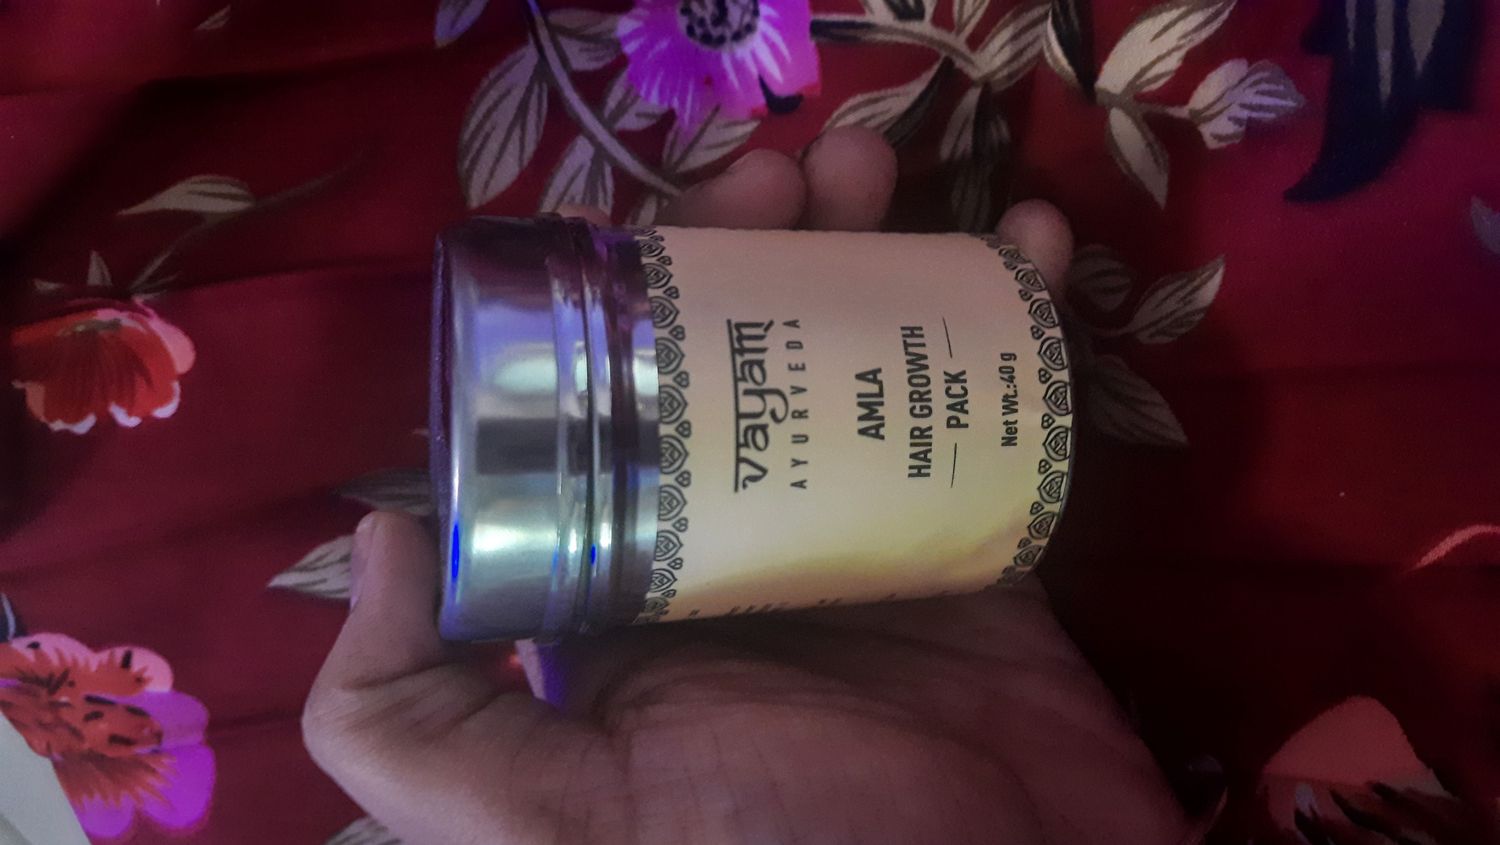 vayam
AYURVEDA
AMLA
HAIR GROWTH
PACK
Net Wt.:40 g